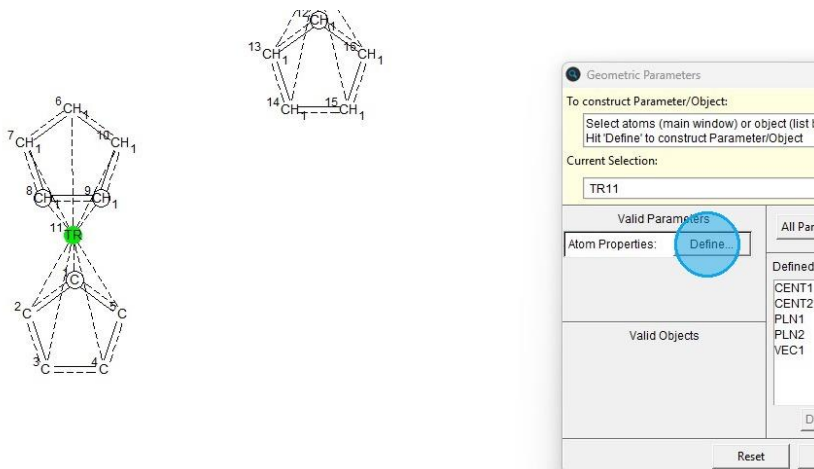 12 CH 1
13 CH 1 16 CH 1
14 CH 1 15 CH 1
6 CH 1
7 CH 1 10 CH 1
8 CH 1 9 CH 1
11 TR
1 C
2 C 5 C
3 C 4 C
Geometric Parameters
To construct Parameter/Object:
Select atoms (main window) or object (list
Hit 'Define' to construct Parameter/Object
Current Selection:
TR11
Valid Parameters
All Par
Atom Properties: Define...
Defined
CENT1
CENT2
PLN1
PLN2
VEC1
Valid Objects
D
Reset